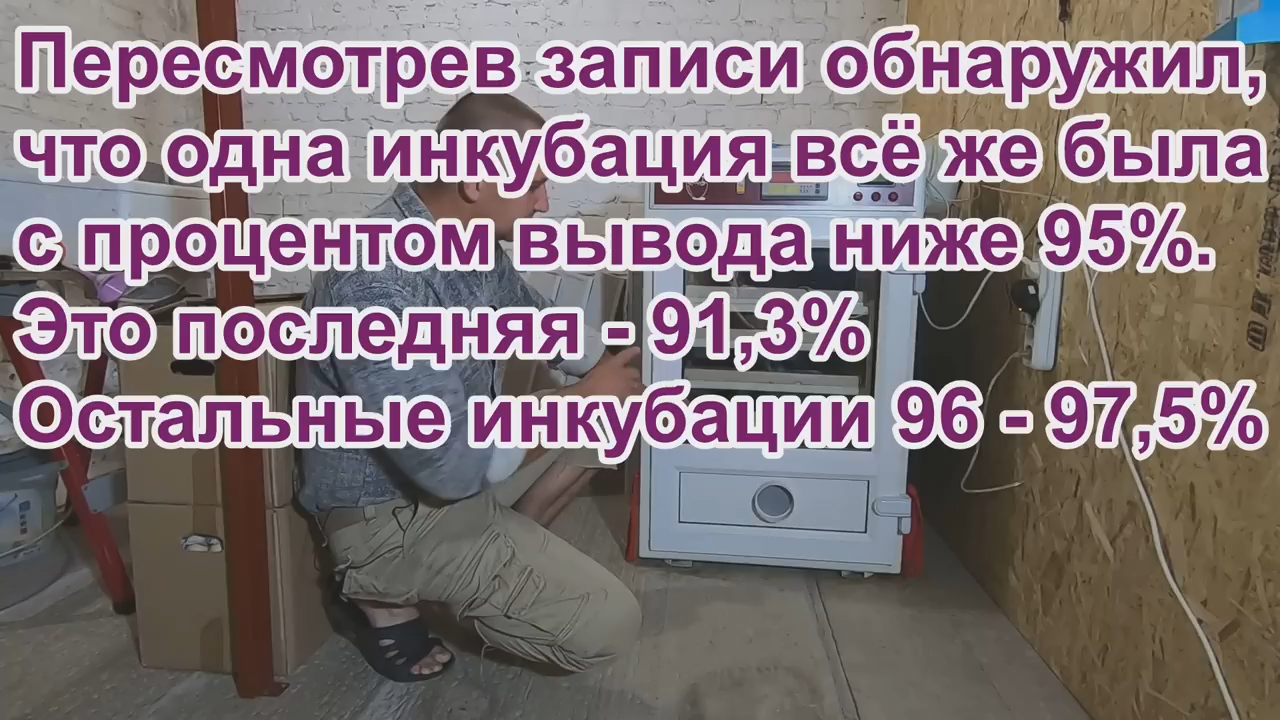 Пересмотрев записи обнаружил,
что одна инкубация всё же была
с процентом вывода ниже 95%.
Это последняя - 91,3%
Остальные инкубации 96 - 97,5%